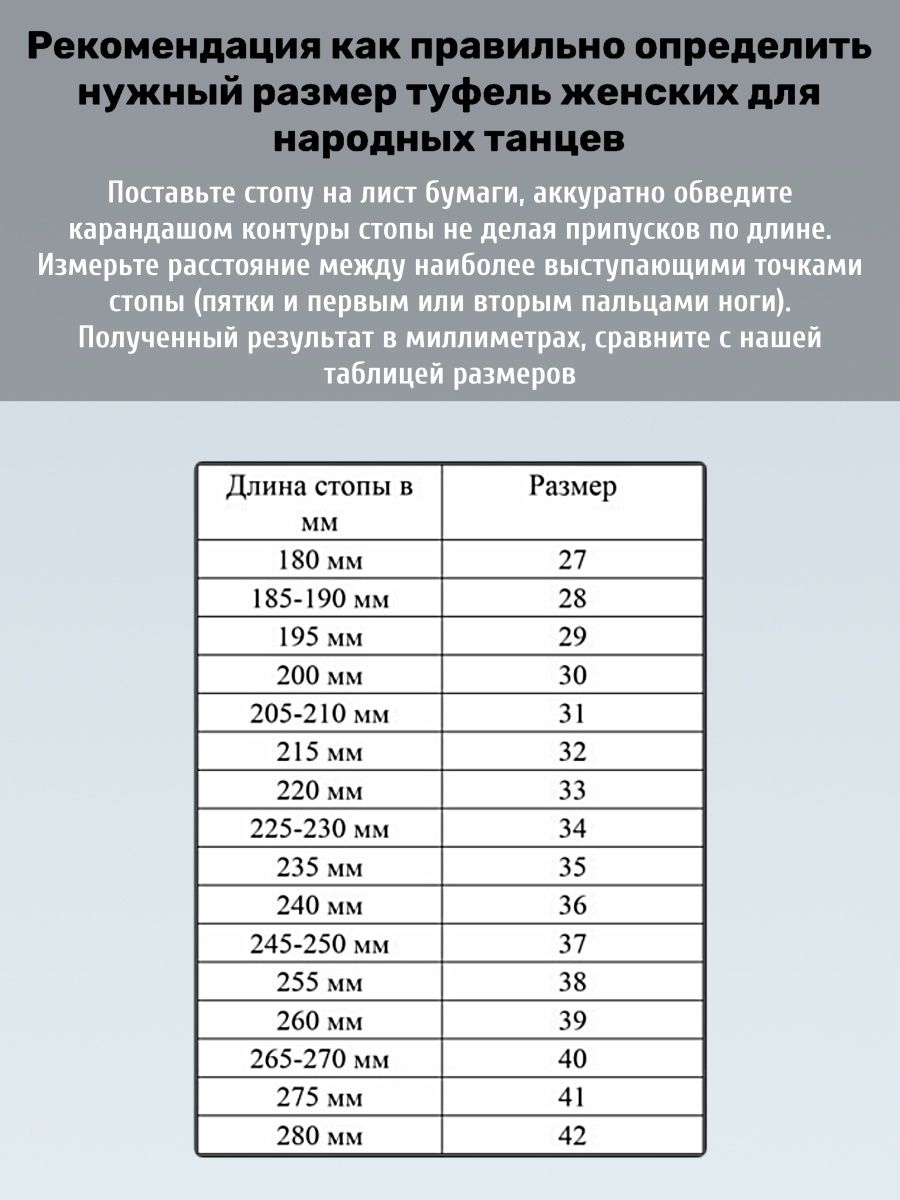 Рекомендация как правильно определить
нужный размер туфель женских для
народных танцев
Поставьте стопу на лист бумаги, аккуратно обведите
карандашом контуры стопы не делая припусков по длине.
Измерьте расстояние между наиболее выступающими точками
стопы (пятки и первым или вторым пальцами ноги).
Полученный результат в миллиметрах, сравните с нашей
таблицей размеров
Длина стопы в Размер
мм
180 мм 27
185-190 мм 28
195 мм 29
200 мм 30
205-210 мм 31
215 мм 32
220 мм 33
225-230 мм 34
235 мм 35
240 мм 36
245-250 мм 37
255 мм 38
260 мм 39
265-270 мм 40
275 мм 41
280 мм 42